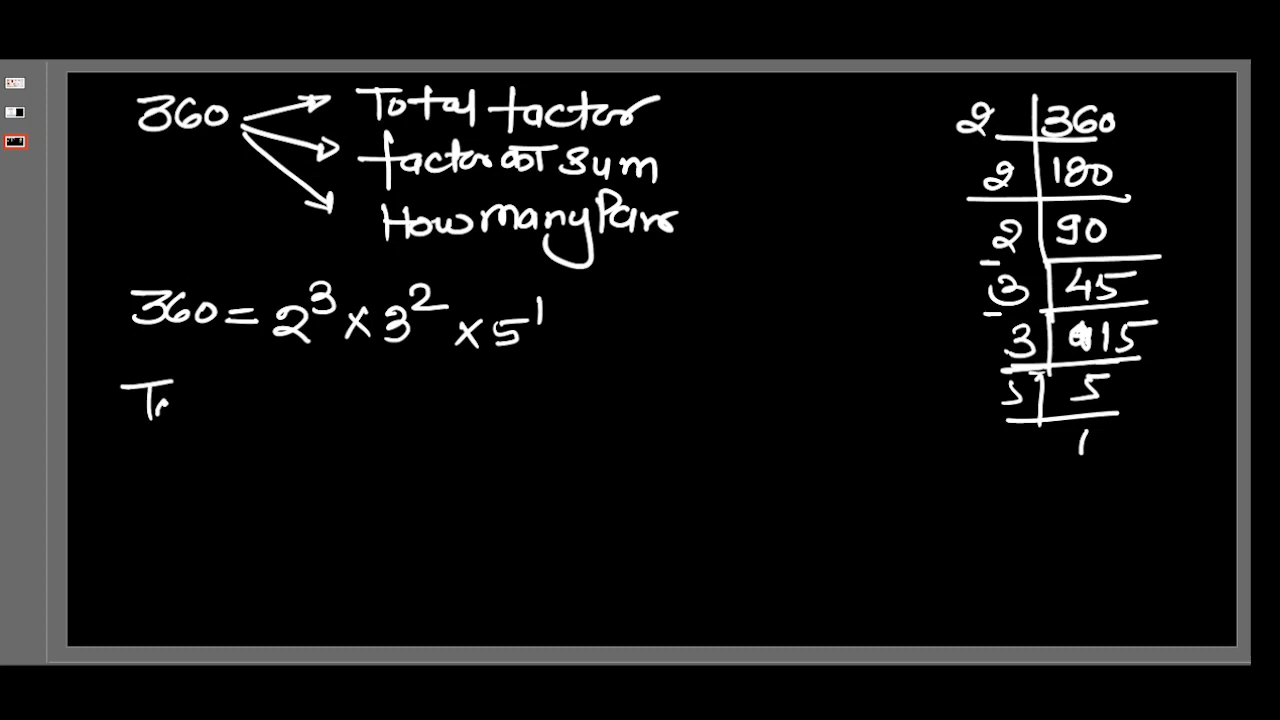 360 → Total factor
→ factor का Sum
→ How many Pairs
360 = 2³ × 3² × 5¹
To
2 | 360
2 | 180
2 | 90
3 | 45
3 | 15
5 | 5
1